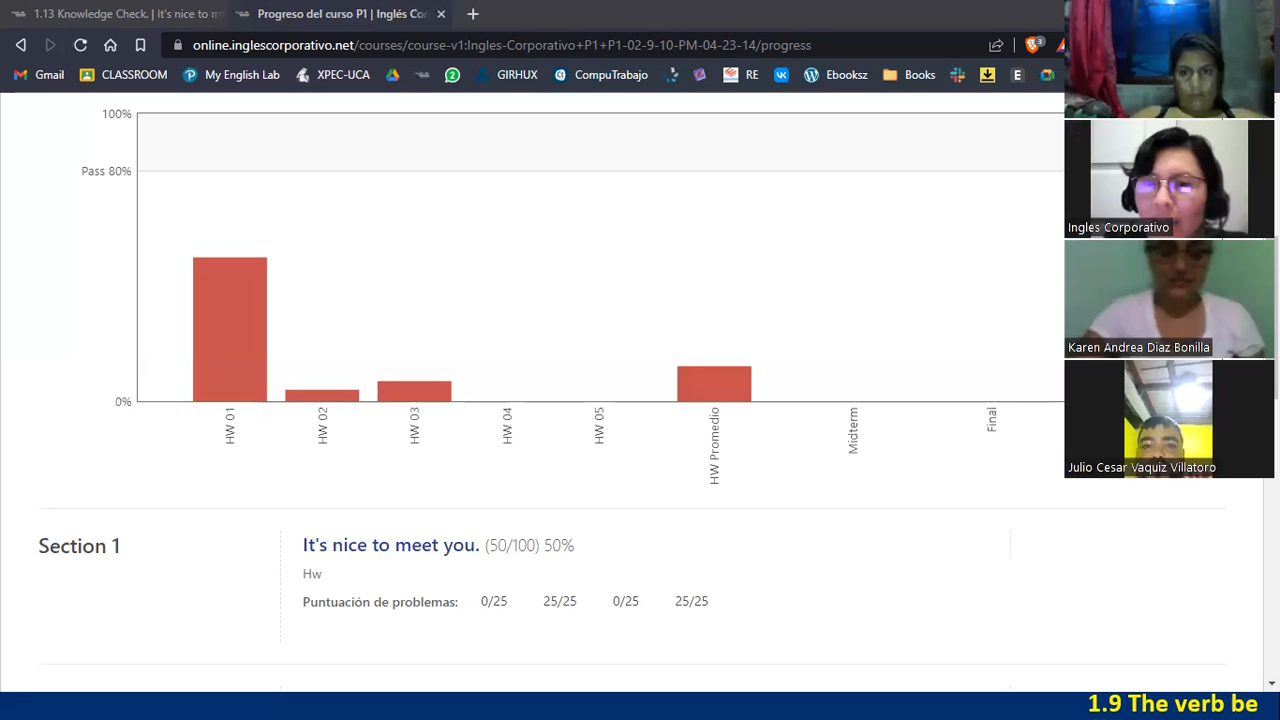 1.13 Knowledge Check. | It's nice to m
Progreso del curso P1 | Inglés Co
online.inglescorporativo.net/courses/course-v1:Ingles-Corporativo+P1+P1-02-9-10-PM-04-23-14/progress
3
Gmail CLASSROOM My English Lab XPEC-UCA 2 GIRHUX CompuTrabajo RE Ebooksz Books E
100%
Pass 80%
0%
HW 01
HW 02
HW 03
HW 04
HW 05
HW Promedio
Midterm
Final
Section 1
It's nice to meet you. (50/100) 50%
Hw
Puntuación de problemas: 0/25 25/25 0/25 25/25
Ingles Corporativo
Karen Andrea Díaz Bonilla
Julio Cesar Vaquiz Villatoro
1.9 The verb be